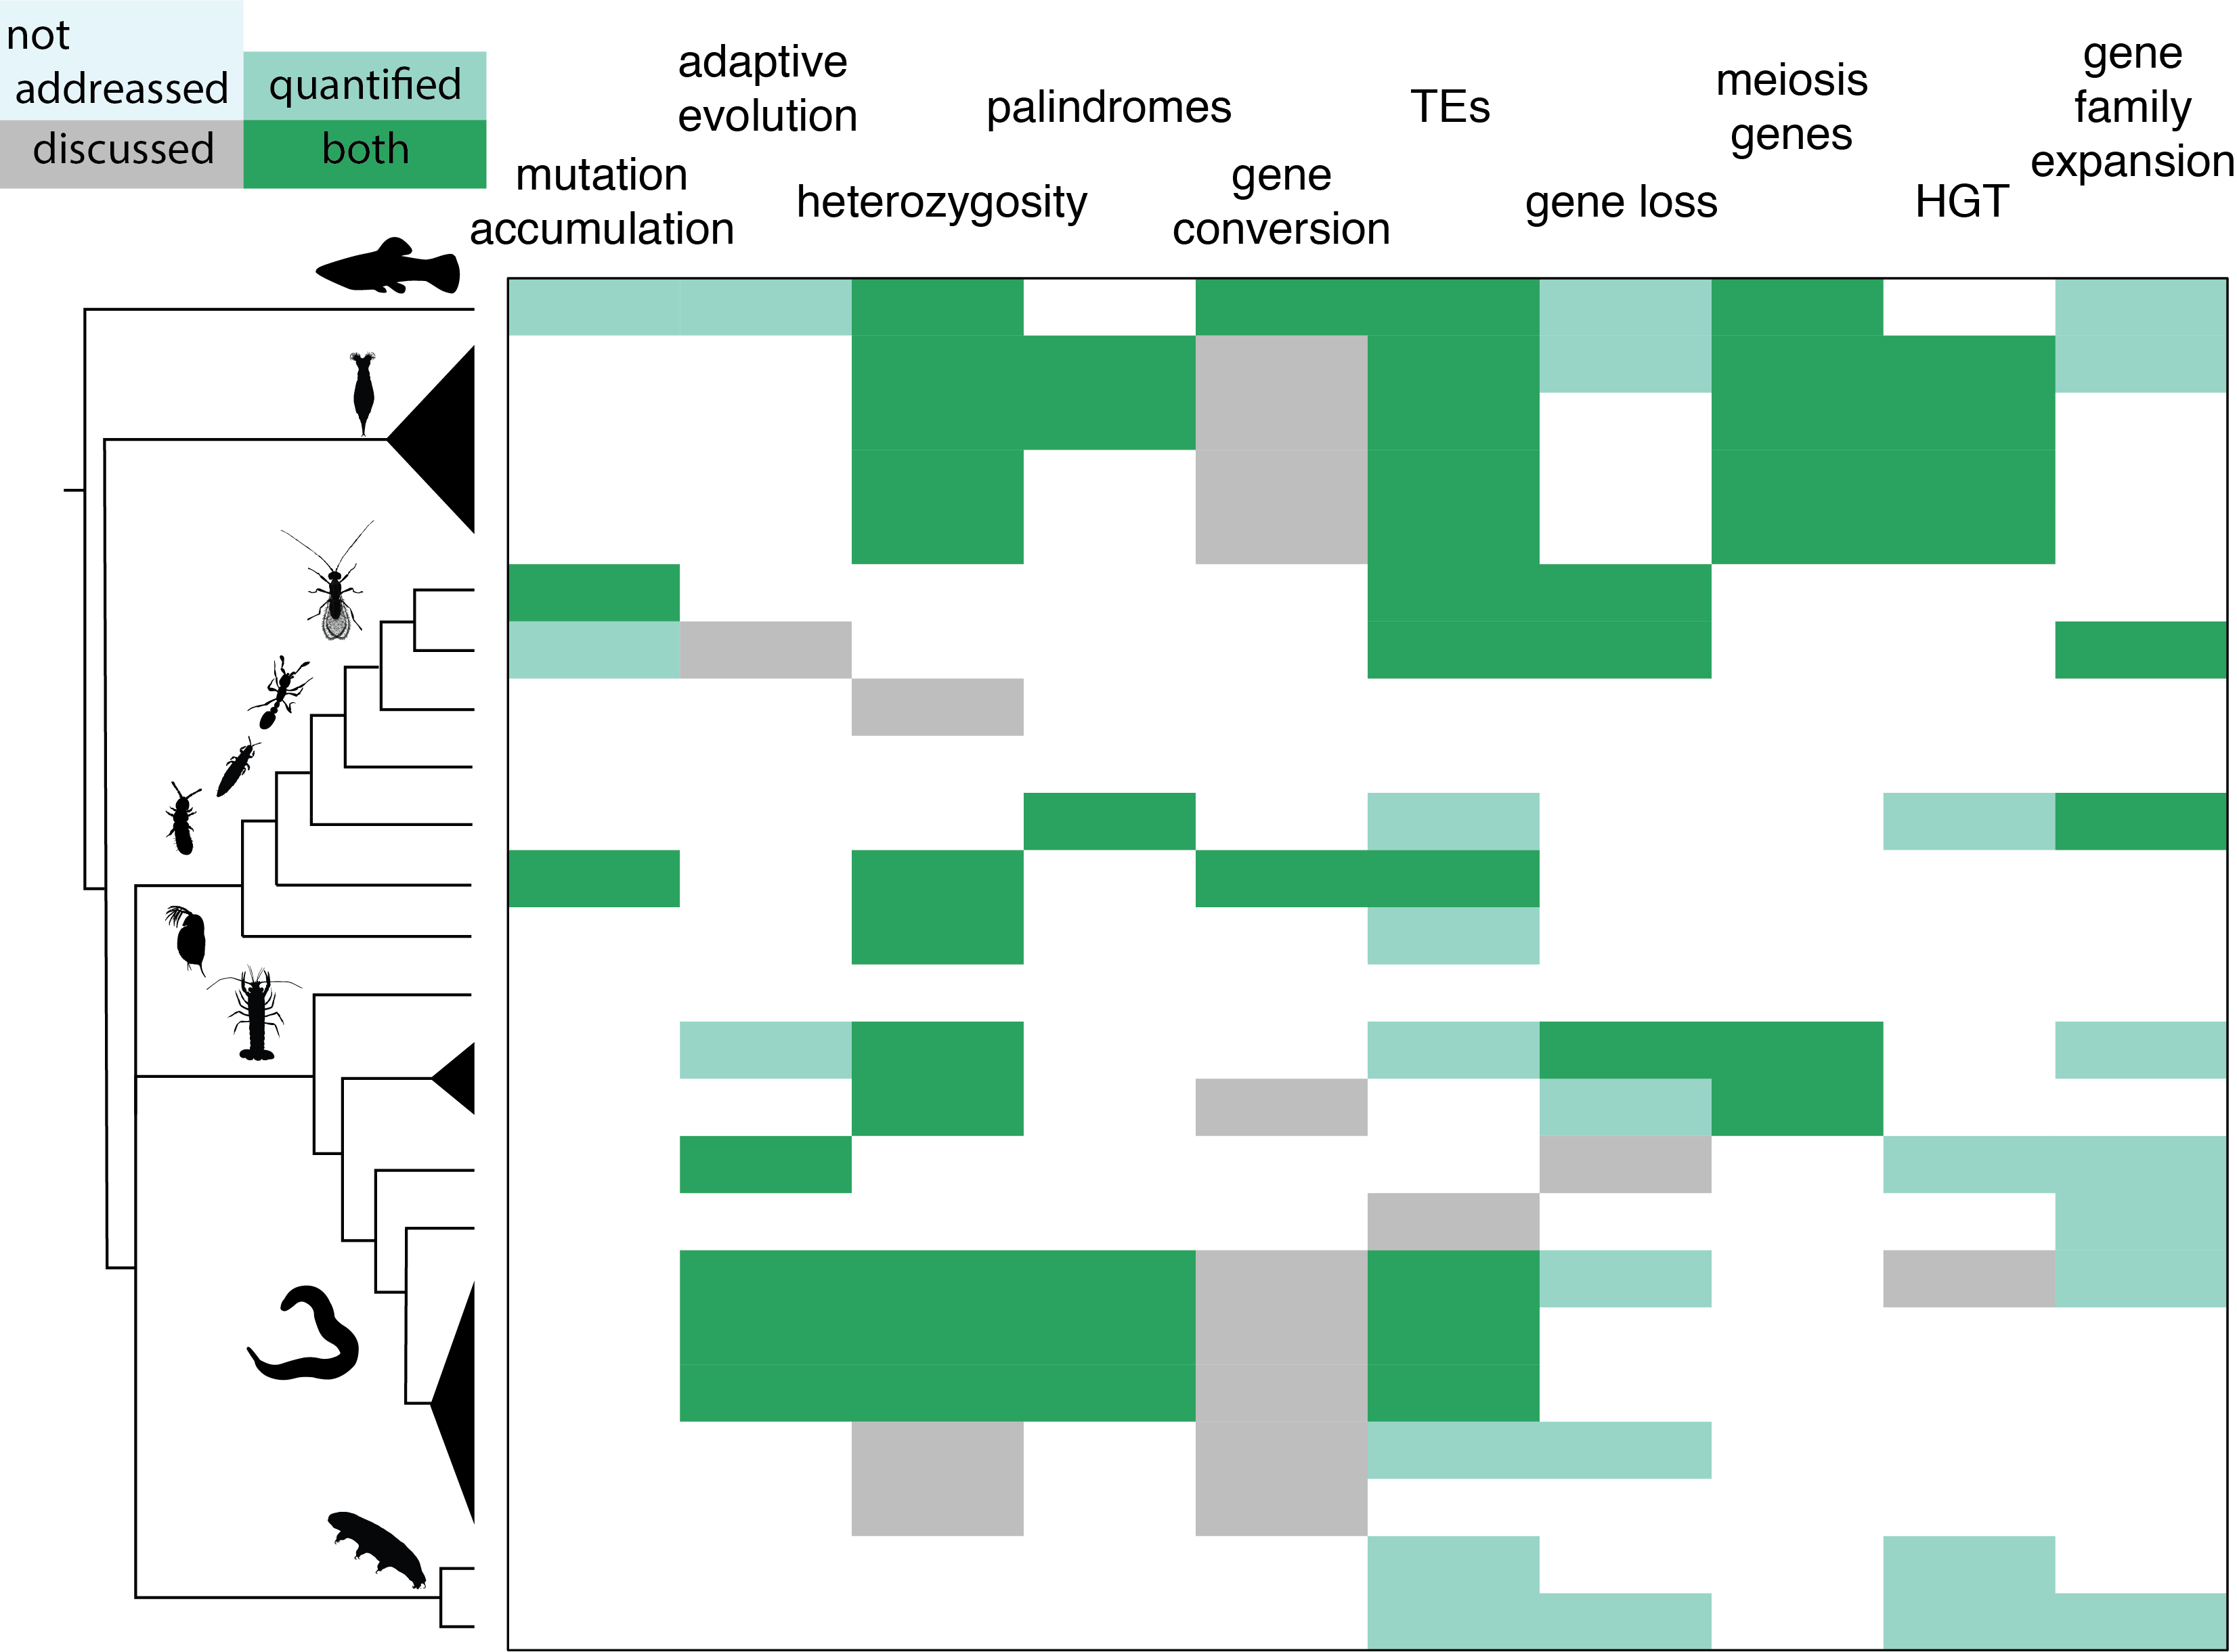 not
addreassed
quantified
discussed
both
mutation
accumulation
adaptive
evolution
heterozygosity
palindromes
gene
conversion
TEs
gene loss
meiosis
genes
HGT
gene
family
expansion